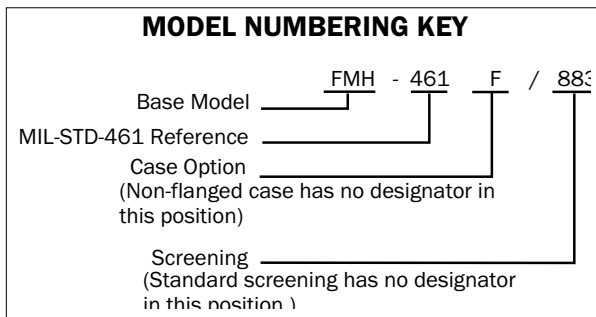 MODEL NUMBERING KEY
FMH - 461 F / 883
Base Model
MIL-STD-461 Reference
Case Option
(Non-flanged case has no designator in
this position)
Screening
(Standard screening has no designator
in this position.)